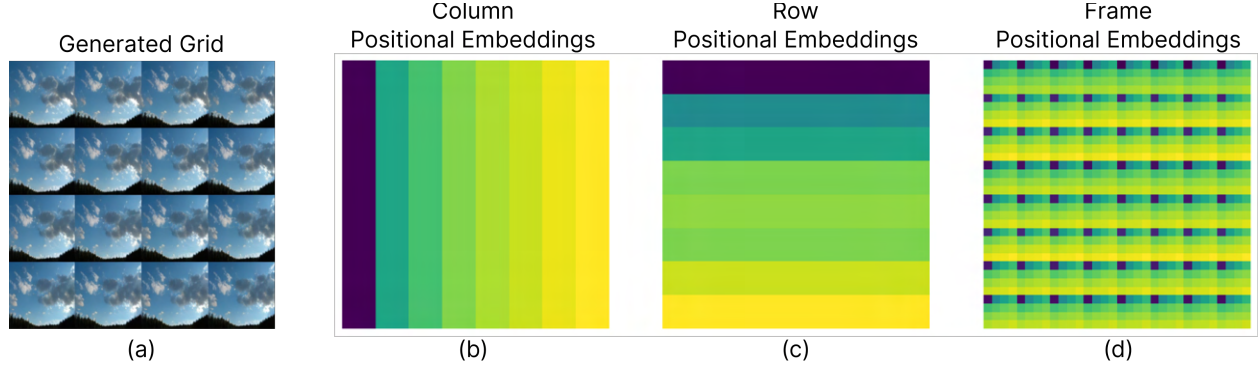 Generated Grid
Column
Positional Embeddings
Row
Positional Embeddings
Frame
Positional Embeddings
(a)
(b)
(c)
(d)